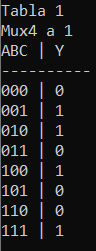 Tabla 1
Mux4 a 1
ABC | Y
----------
000 | 0
001 | 1
010 | 1
011 | 0
100 | 1
101 | 0
110 | 0
111 | 1